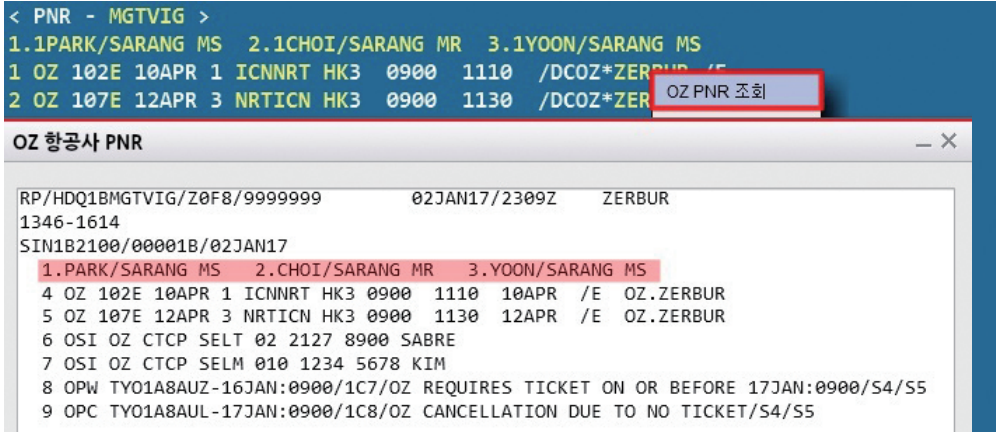 < PNR - MGTVIG >
1.1PARK/SARANG MS 2.1CHOI/SARANG MR 3.1YOON/SARANG MS
1 OZ 102E 10APR 1 ICNNRT HK3 0900 1110 /DCOZ*ZERBUR /E
2 OZ 107E 12APR 3 NRTICN HK3 0900 1130 /DCOZ*ZER
OZ PNR 조회
OZ 항공사 PNR
RP/HDQ1BMGTVIG/Z0F8/9999999 02JAN17/2309Z ZERBUR
1346-1614
SIN1B2100/00001B/02JAN17
1.PARK/SARANG MS 2.CHOI/SARANG MR 3.YOON/SARANG MS
4 OZ 102E 10APR 1 ICNNRT HK3 0900 1110 10APR /E OZ.ZERBUR
5 OZ 107E 12APR 3 NRTICN HK3 0900 1130 12APR /E OZ.ZERBUR
6 OSI OZ CTCP SELT 02 2127 8900 SABRE
7 OSI OZ CTCP SELM 010 1234 5678 KIM
8 OPW TYO1A8AUZ-16JAN:0900/1C7/OZ REQUIRES TICKET ON OR BEFORE 17JAN:0900/S4/S5
9 OPC TYO1A8AUL-17JAN:0900/1C8/OZ CANCELLATION DUE TO NO TICKET/S4/S5